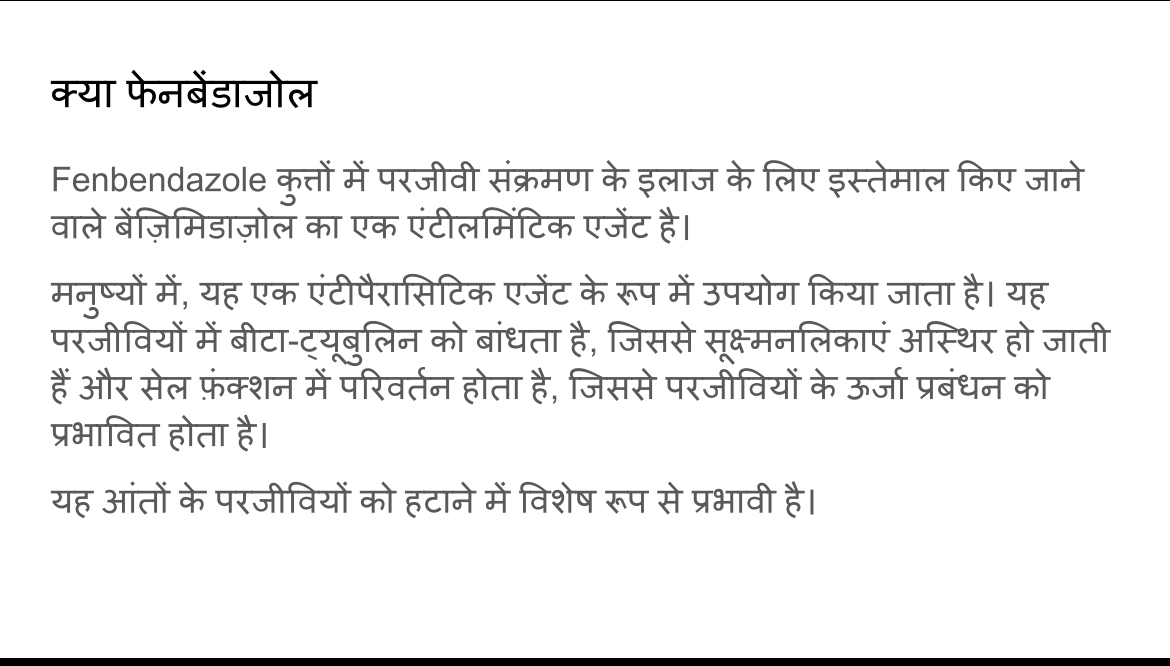 क्या फेनबेंडाजोल
Fenbendazole कुत्तों में परजीवी संक्रमण के इलाज के लिए इस्तेमाल किए जाने
वाले बेंज़िमिडाज़ोल का एक एंटीलमिंटिक एजेंट है।
मनुष्यों में, यह एक एंटीपैरासिटिक एजेंट के रूप में उपयोग किया जाता है। यह
परजीवियों में बीटा-ट्यूबुलिन को बांधता है, जिससे सूक्ष्मनलिकाएं अस्थिर हो जाती
हैं और सेल फ़ंक्शन में परिवर्तन होता है, जिससे परजीवियों के ऊर्जा प्रबंधन को
प्रभावित होता है।
यह आंतों के परजीवियों को हटाने में विशेष रूप से प्रभावी है।